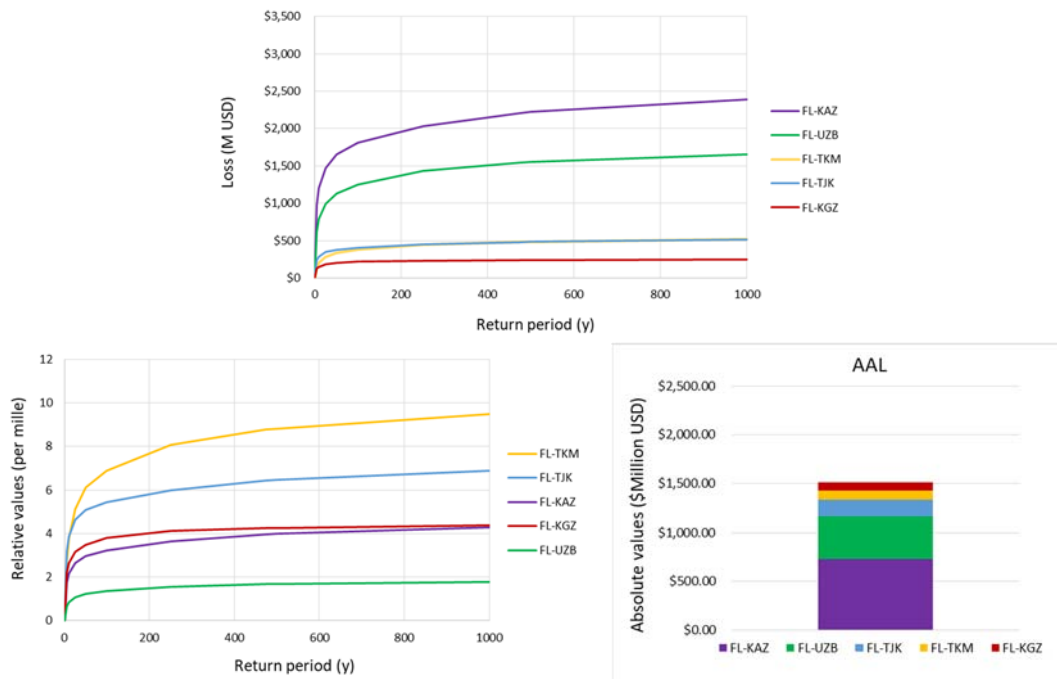 $3,500
$3,000
$2,500
$2,000
$1,500
$1,000
$500
$0
Loss (M USD)
0
200
400
600
800
1000
Return period (y)
FL-KAZ
FL-UZB
FL-TKM
FL-TJK
FL-KGZ
12
10
8
6
4
2
0
Relative values (per mille)
0
200
400
600
800
1000
Return period (y)
FL-TKM
FL-TJK
FL-KAZ
FL-KGZ
FL-UZB
AAL
$2,500.00
$2,000.00
$1,500.00
$1,000.00
$500.00
$0.00
Absolute values ($Million USD)
FL-KAZ FL-UZB FL-TJK FL-TKM FL-KGZ